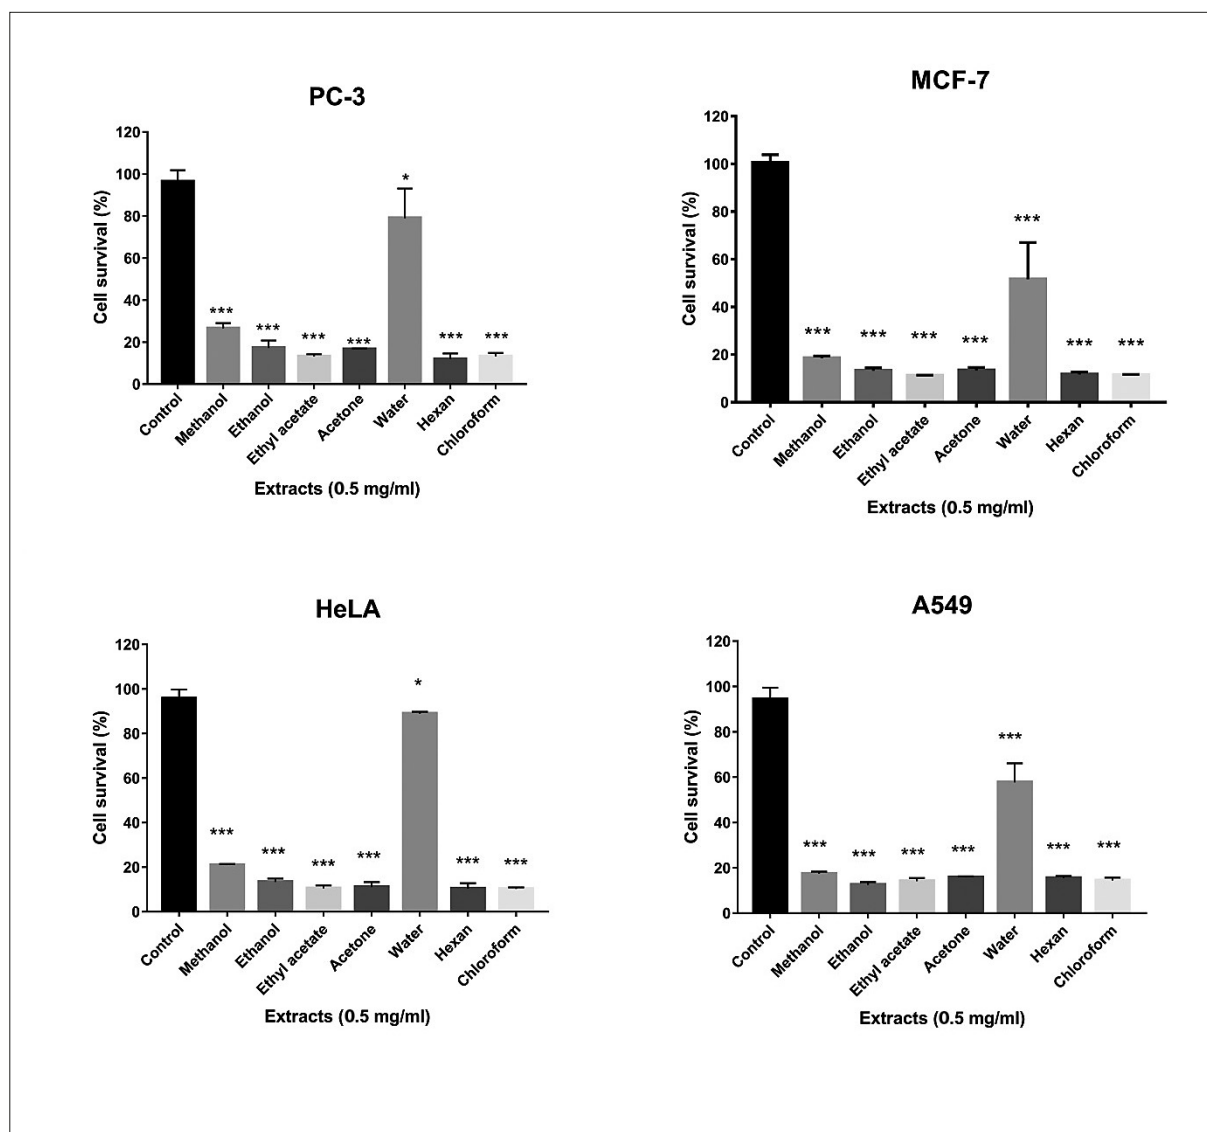 PC-3
Cell survival (%)
120
100
80
60
40
20
0
***
***
***
***
*
***
***
Control
Methanol
Ethanol
Ethyl acetate
Acetone
Water
Hexan
Chloroform
Extracts (0.5 mg/ml)
MCF-7
Cell survival (%)
120
100
80
60
40
20
0
***
***
***
***
***
***
***
Control
Methanol
Ethanol
Ethyl acetate
Acetone
Water
Hexan
Chloroform
Extracts (0.5 mg/ml)
HeLA
Cell survival (%)
120
100
80
60
40
20
0
***
***
***
***
*
***
***
Control
Methanol
Ethanol
Ethyl acetate
Acetone
Water
Hexan
Chloroform
Extracts (0.5 mg/ml)
A549
Cell survival (%)
120
100
80
60
40
20
0
***
***
***
***
***
***
***
Control
Methanol
Ethanol
Ethyl acetate
Acetone
Water
Hexan
Chloroform
Extracts (0.5 mg/ml)